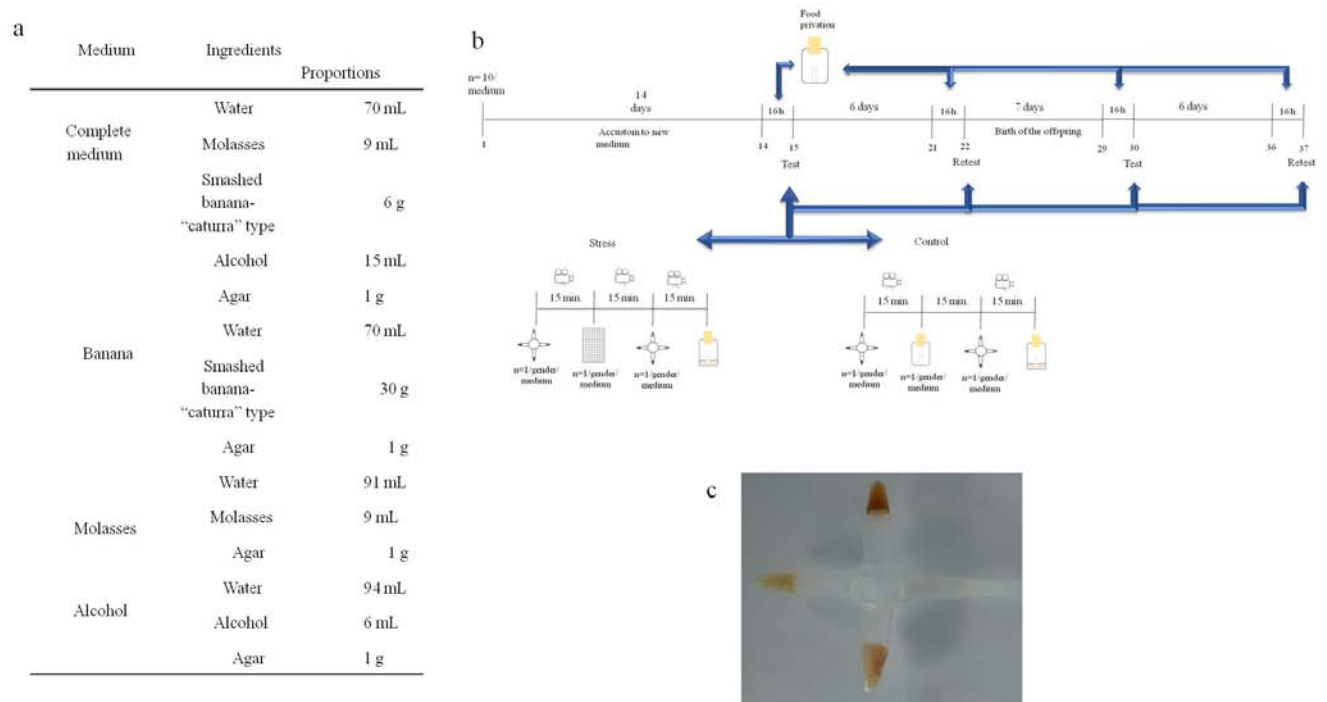 a
Medium Ingredients
Proportions
Water 70 mL
Complete
medium
Molasses 9 mL
Smashed
banana-
“caturra” type
6 g
Alcohol 15 mL
Agar 1 g
Water 70 mL
Banana
Smashed
banana-
“caturra” type
30 g
Agar 1 g
Water 91 mL
Molasses
Molasses 9 mL
Agar 1 g
Water 94 mL
Alcohol
Alcohol 6 mL
Agar 1 g
b
Food
privation
n= 10/
medium
14
days
16h
6 days
16h
7 days
16h
6 days
16h
Accustom to new
medium
Birth of the offspring
1 14 15 21 22 29 30 36 37
Test Retest Test Retest
Stress
15 min. 15 min 15 min
n=1/gender/
medium
n=1/gender/
medium
n=1/gender/
medium
Control
15 min. 15 min 15 min
n=1/gender/
medium
n=1/gender/
medium
n=1/gender/
medium
c